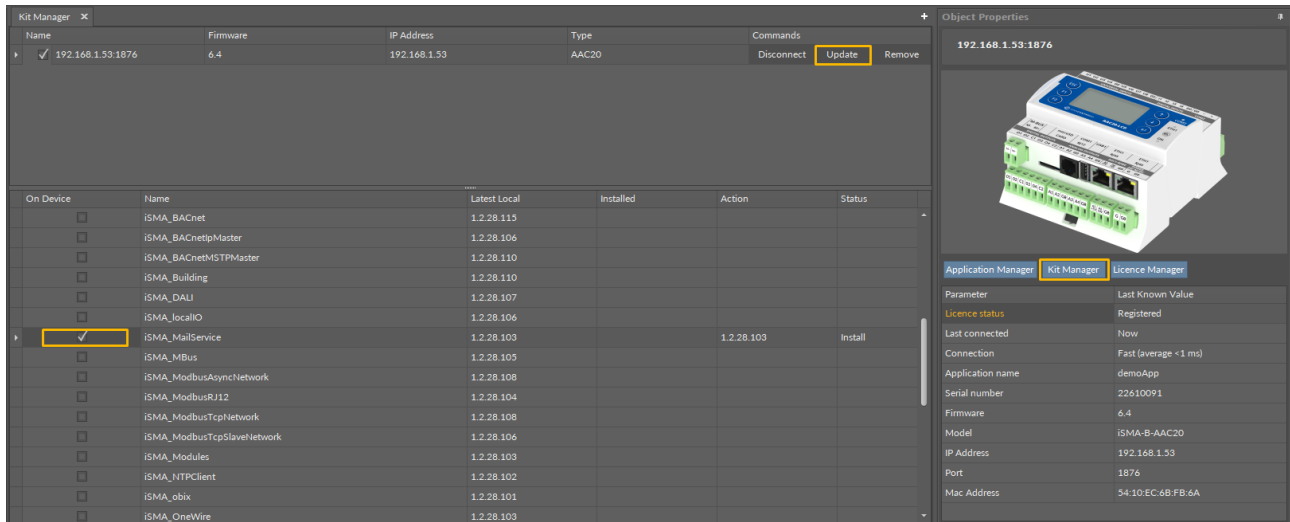 Kit Manager ×
Name Firmware IP Address Type Commands
192.168.1.53:1876 6.4 192.168.1.53 AAC20 Disconnect Update Remove
On Device Name Latest Local Installed Action Status
iSMA_BACnet 1.2.28.115
iSMA_BACnetIpMaster 1.2.28.106
iSMA_BACnetMSTPMaster 1.2.28.110
iSMA_Building 1.2.28.110
iSMA_DALI 1.2.28.107
iSMA_localIO 1.2.28.106
iSMA_MailService 1.2.28.103 1.2.28.103 Install
iSMA_MBus 1.2.28.105
iSMA_ModbusAsyncNetwork 1.2.28.108
iSMA_ModbusRJ12 1.2.28.104
iSMA_ModbusTcpNetwork 1.2.28.108
iSMA_ModbusTcpSlaveNetwork 1.2.28.106
iSMA_Modules 1.2.28.103
iSMA_NTPClient 1.2.28.102
iSMA_obix 1.2.28.101
iSMA_OneWire 1.2.28.103
Object Properties
192.168.1.53:1876
Application Manager Kit Manager Licence Manager
Parameter Last Known Value
Licence status Registered
Last connected Now
Connection Fast (average <1 ms)
Application name demoApp
Serial number 22610091
Firmware 6.4
Model iSMA-B-AAC20
IP Address 192.168.1.53
Port 1876
Mac Address 54:10:EC:6B:FB:6A